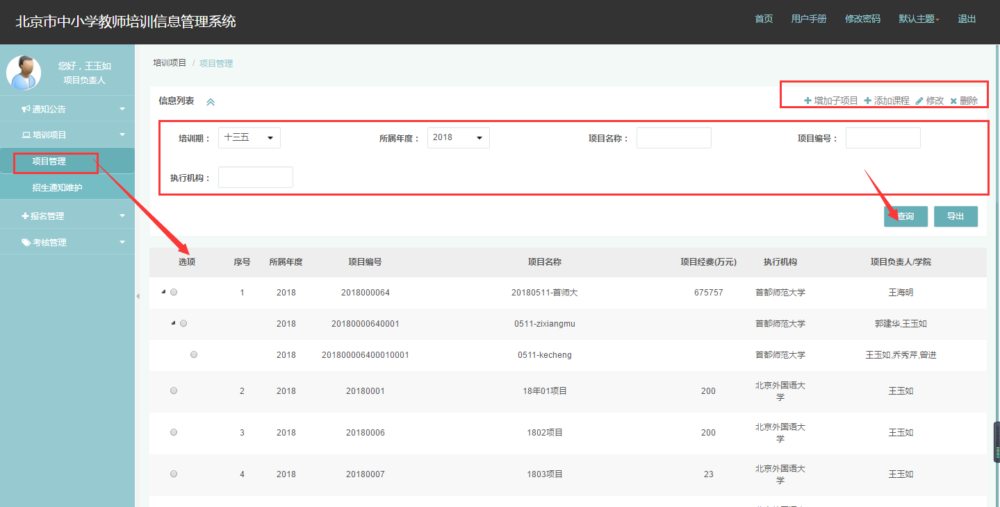 北京市中小学教师培训信息管理系统
首页 用户手册 修改密码 默认主题 退出
您好，王玉如
项目负责人
通知公告
培训项目
项目管理
招生通知维护
报名管理
考核管理
培训项目 / 项目管理
信息列表
增加子项目 添加课程 修改 删除
培训期： 十三五 所属年度： 2018 项目名称： 项目编号：
执行机构：
查询 导出
选项 序号 所属年度 项目编号 项目名称 项目经费(万元) 执行机构 项目负责人/学院
1 2018 2018000064 20180511-首师大 675757 首都师范大学 王海明
2018 20180000640001 0511-zixiangmu 首都师范大学 郭建华,王玉如
2018 201800006400010001 0511-kecheng 首都师范大学 王玉如,乔秀芹,曾进
2 2018 20180001 18年01项目 200 北京外国语大
学 王玉如
3 2018 20180006 1802项目 200 北京外国语大
学 王玉如
4 2018 20180007 1803项目 23 北京外国语大
学 王玉如